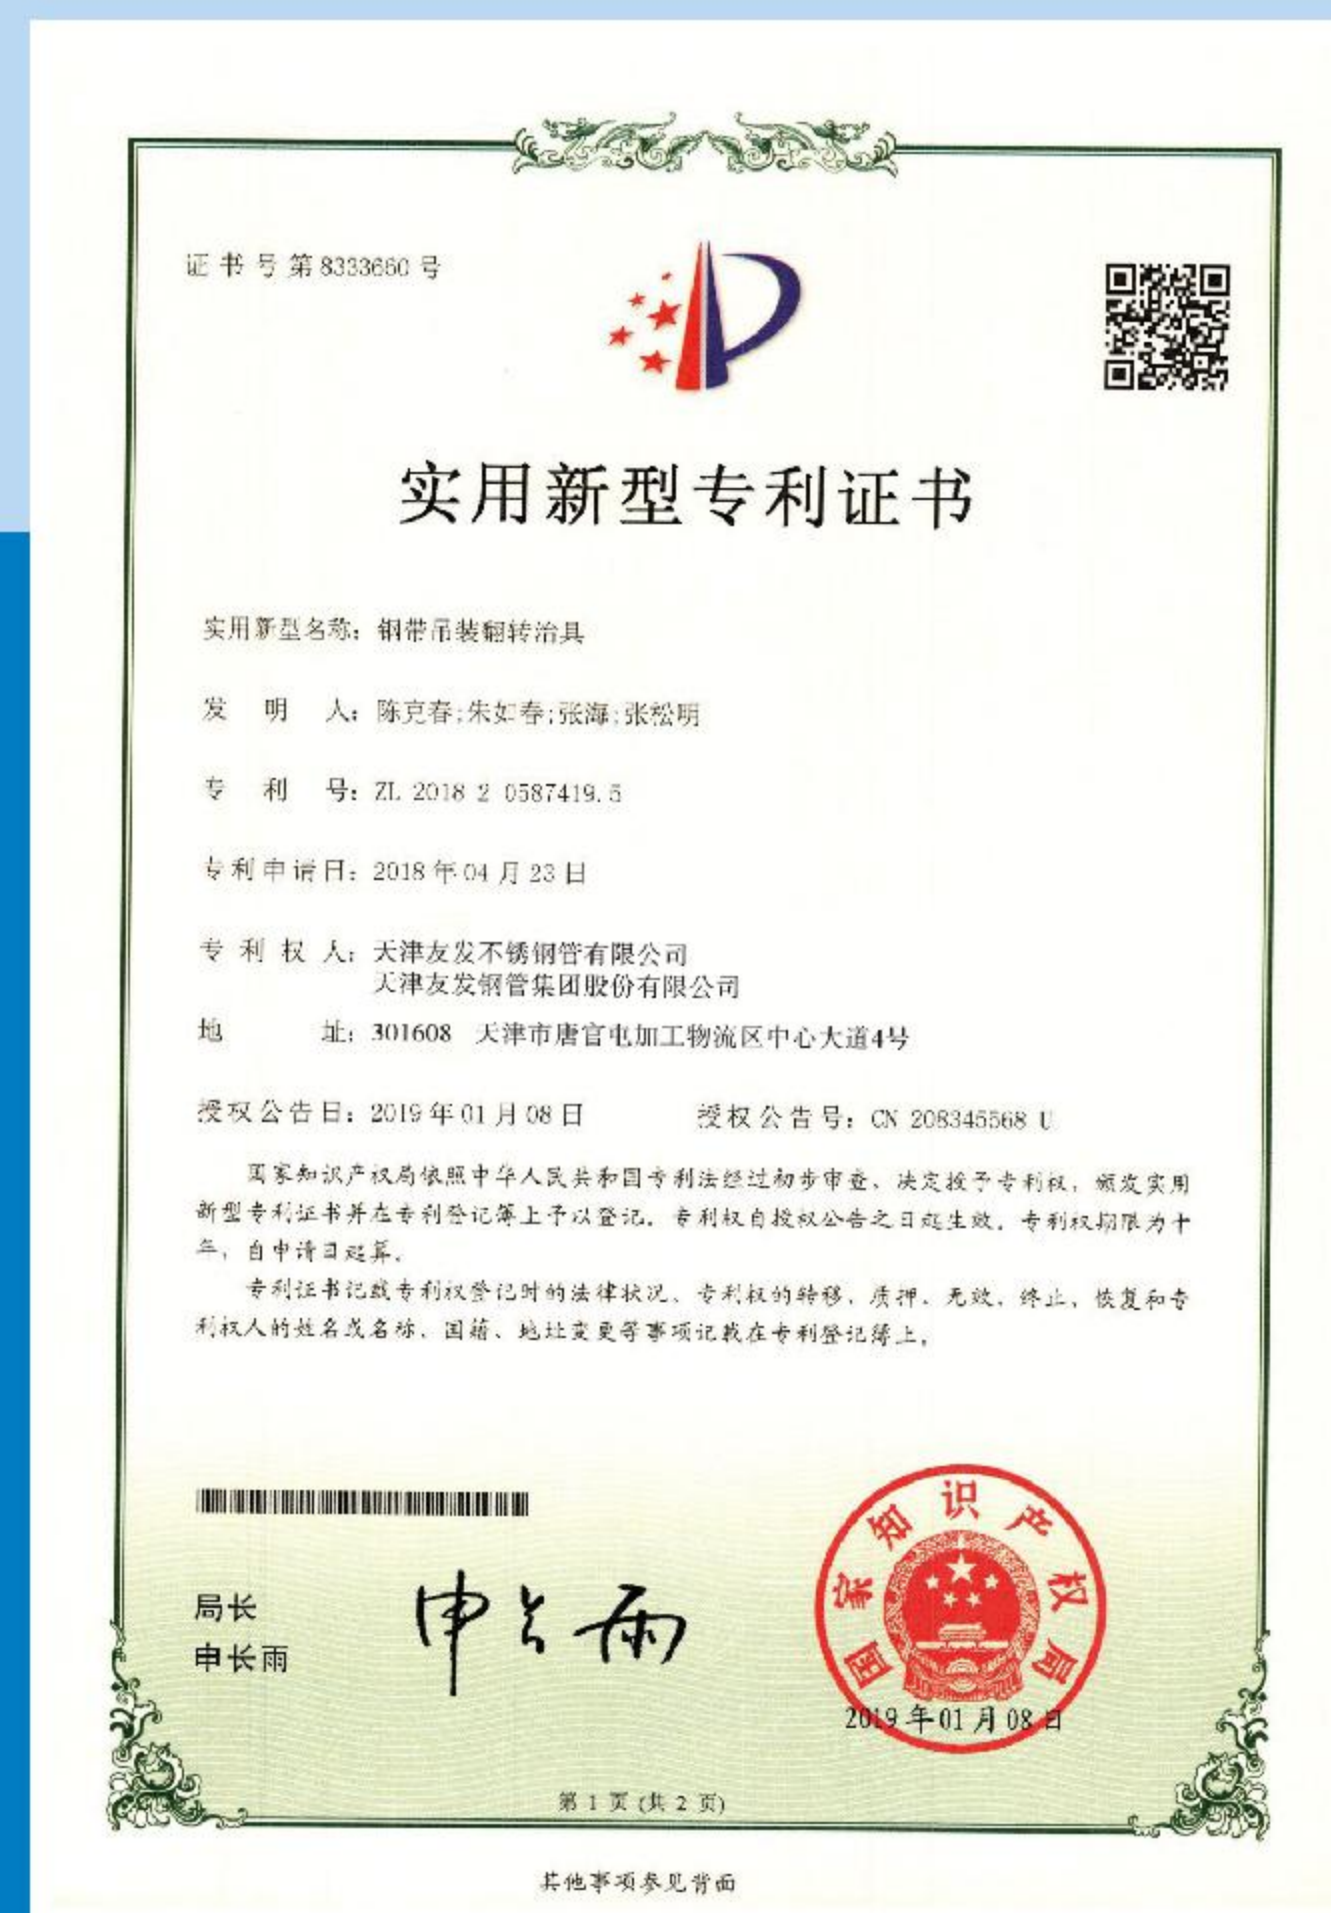 证书号第8333660号
实用新型专利证书
实用新型名称：钢带吊装翻转治具
发明人：陈克春;朱如春;张海;张松明
专利号：ZL 2018 2 0587419.5
专利申请日：2018年04月23日
专利权人：天津友发不锈钢管有限公司
天津友发钢管集团股份有限公司
地址：301608 天津市唐官屯加工物流区中心大道4号
授权公告日：2019年01月08日 授权公告号：CN 208345568 U
国家知识产权局依照中华人民共和国专利法经过初步审查，决定授予专利权，颁发实用
新型专利证书并在专利登记簿上予以登记。专利权自授权公告之日起生效。专利权期限为十
年，自申请日起算。
专利证书记载专利权登记时的法律状况。专利权的转移、质押、无效、终止、恢复和专
利权人的姓名或名称、国籍、地址变更等事项记载在专利登记簿上。
局长
申长雨
申长雨
国家知识产权局
2019年01月08日
第 1 页 (共 2 页)
其他事项参见背面